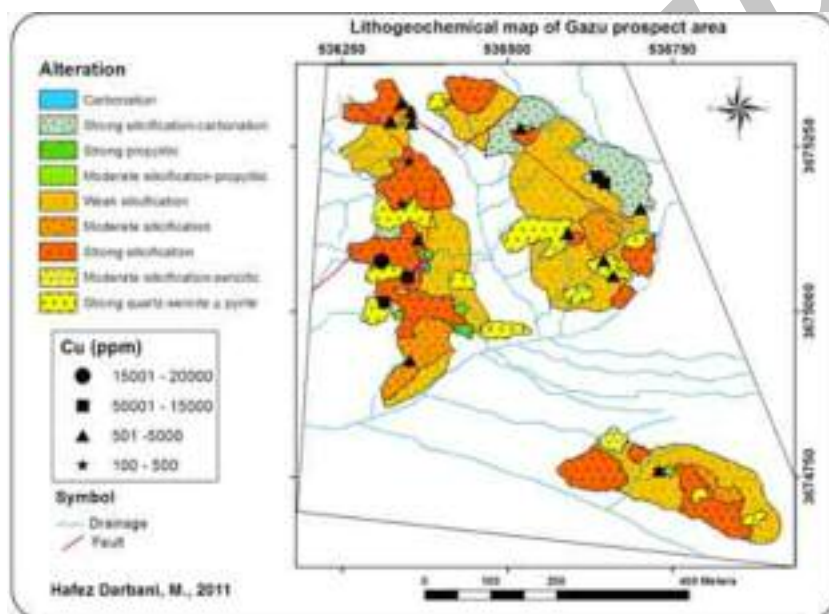 Lithogeochemical map of Gazu prospect area
536250 536500 536750
Alteration
Carbonation
Strong silicification-carbonation
Strong propylitic
Moderate silicification-propylitic
Weak silicification
Moderate silicification
Strong silicification
Moderate silicification-sericitic
Strong quartz-sericite ± pyrite
3675250
3675000
3674750
Cu (ppm)
15001 - 20000
50001 - 15000
501 -5000
100 - 500
Symbol
Drainage
Fault
Hafez Darbani, M., 2011
0 100 200 400 Meters